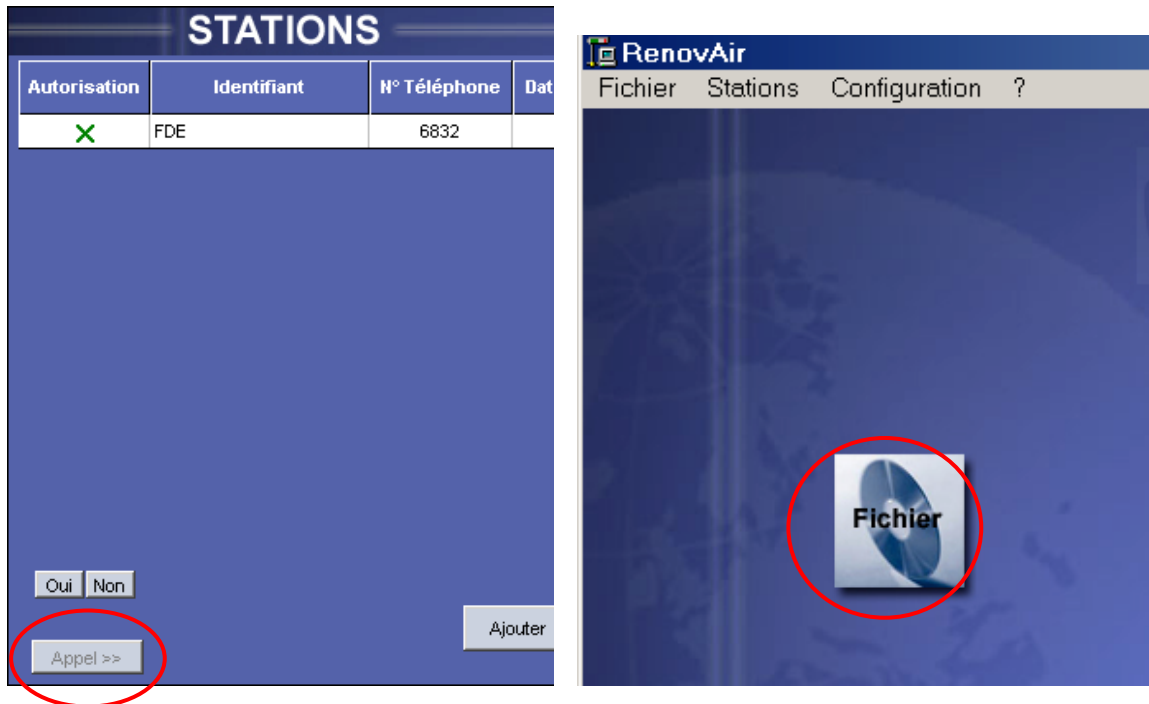 STATIONS
Autorisation Identifiant N° Téléphone Dat
FDE 6832
Oui Non
Ajouter
Appel >>
RenovAir
Fichier Stations Configuration ?
Fichier